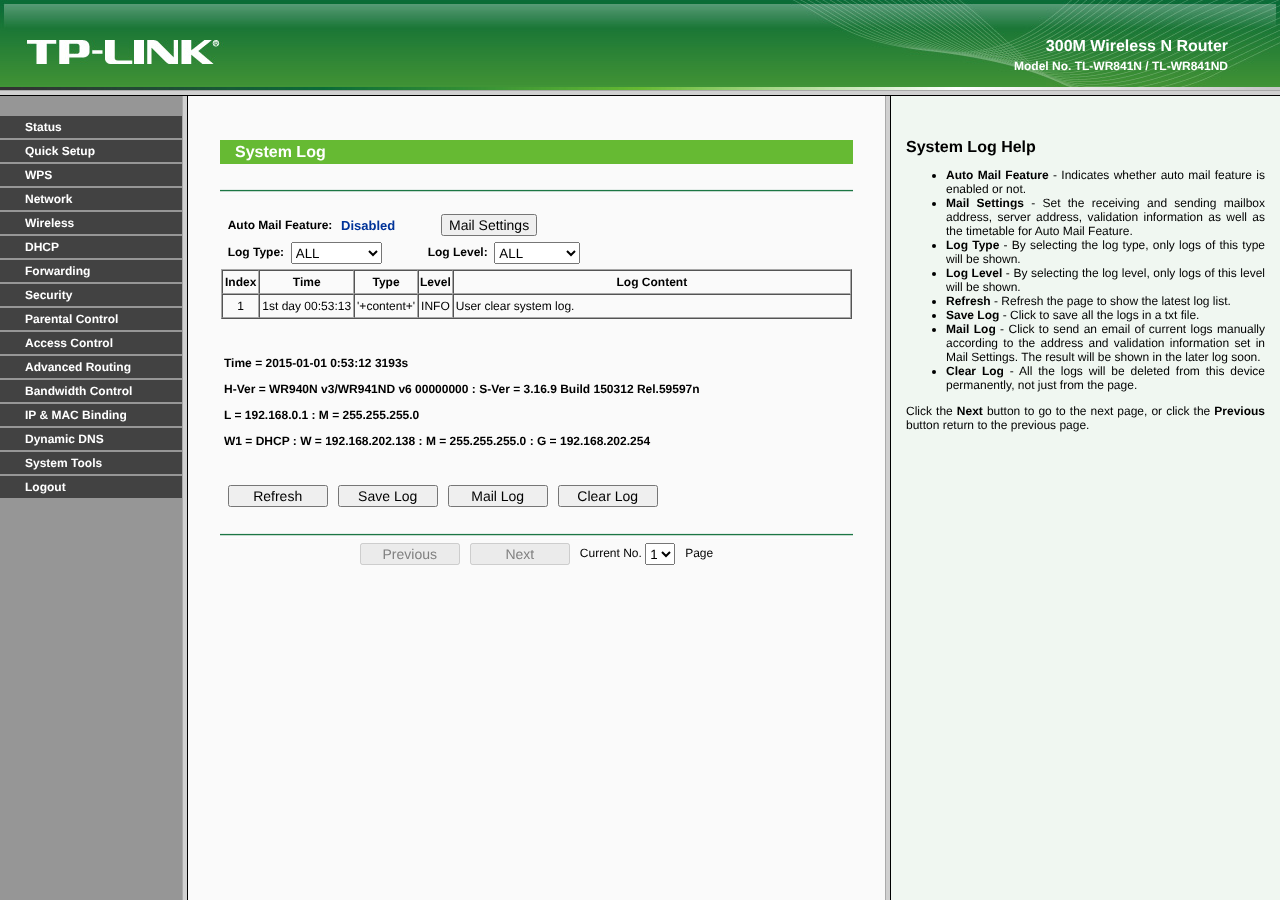 TP-LINK®
300M Wireless N Router
Model No. TL-WR841N / TL-WR841ND
Status
Quick Setup
WPS
Network
Wireless
DHCP
Forwarding
Security
Parental Control
Access Control
Advanced Routing
Bandwidth Control
IP & MAC Binding
Dynamic DNS
System Tools
Logout
System Log
Auto Mail Feature: Disabled Mail Settings
Log Type: ALL Log Level: ALL
Index Time Type Level Log Content
1 1st day 00:53:13 '+content+' INFO User clear system log.
Time = 2015-01-01 0:53:12 3193s
H-Ver = WR940N v3/WR941ND v6 00000000 : S-Ver = 3.16.9 Build 150312 Rel.59597n
L = 192.168.0.1 : M = 255.255.255.0
W1 = DHCP : W = 192.168.202.138 : M = 255.255.255.0 : G = 192.168.202.254
Refresh Save Log Mail Log Clear Log
Previous Next Current No. 1 Page
System Log Help
• Auto Mail Feature - Indicates whether auto mail feature is
enabled or not.
• Mail Settings - Set the receiving and sending mailbox
address, server address, validation information as well as
the timetable for Auto Mail Feature.
• Log Type - By selecting the log type, only logs of this type
will be shown.
• Log Level - By selecting the log level, only logs of this level
will be shown.
• Refresh - Refresh the page to show the latest log list.
• Save Log - Click to save all the logs in a txt file.
• Mail Log - Click to send an email of current logs manually
according to the address and validation information set in
Mail Settings. The result will be shown in the later log soon.
• Clear Log - All the logs will be deleted from this device
permanently, not just from the page.
Click the Next button to go to the next page, or click the Previous
button return to the previous page.